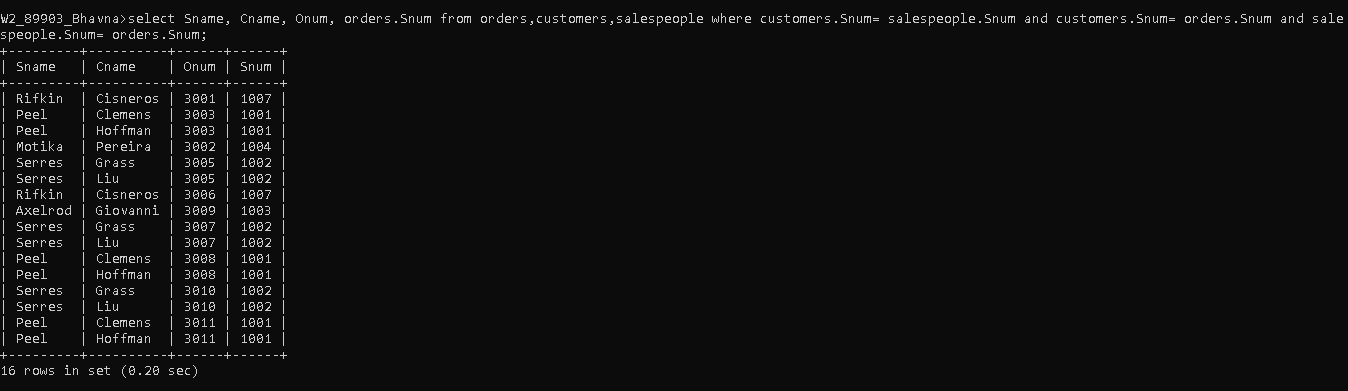 W2_89903_Bhavna>select Sname, Cname, Onum, orders.Snum from orders,customers,salespeople where customers.Snum= salespeople.Snum and customers.Snum= orders.Snum and sale
speople.Snum= orders.Snum;
+---------+----------+------+------+
| Sname   | Cname    | Onum | Snum |
+---------+----------+------+------+
| Rifkin  | Cisneros | 3001 | 1007 |
| Peel    | Clemens  | 3003 | 1001 |
| Peel    | Hoffman  | 3003 | 1001 |
| Motika  | Pereira  | 3002 | 1004 |
| Serres  | Grass    | 3005 | 1002 |
| Serres  | Liu      | 3005 | 1002 |
| Rifkin  | Cisneros | 3006 | 1007 |
| Axelrod | Giovanni | 3009 | 1003 |
| Serres  | Grass    | 3007 | 1002 |
| Serres  | Liu      | 3007 | 1002 |
| Peel    | Clemens  | 3008 | 1001 |
| Peel    | Hoffman  | 3008 | 1001 |
| Serres  | Grass    | 3010 | 1002 |
| Serres  | Liu      | 3010 | 1002 |
| Peel    | Clemens  | 3011 | 1001 |
| Peel    | Hoffman  | 3011 | 1001 |
+---------+----------+------+------+
16 rows in set (0.20 sec)